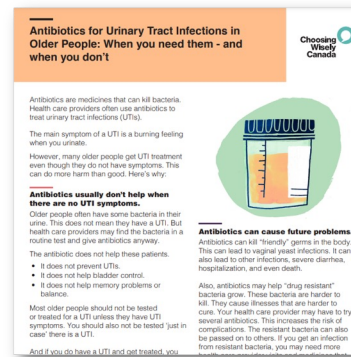 Antibiotics for Urinary Tract Infections in
Older People: When you need them - and
when you don't
Choosing
Wisely
Canada
Antibiotics are medicines that can kill bacteria.
Health care providers often use antibiotics to
treat urinary tract infections (UTIs).
The main symptom of a UTI is a burning feeling
when you urinate.
However, many older people get UTI treatment
even though they do not have symptoms. This
can do more harm than good. Here's why:
Antibiotics usually don't help when
there are no UTI symptoms.
Older people often have some bacteria in their
urine. This does not mean they have a UTI. But
health care providers may find the bacteria in a
routine test and give antibiotics anyway.
The antibiotic does not help these patients.
• It does not prevent UTIs.
• It does not help bladder control.
• It does not help memory problems or
balance.
Most older people should not be tested
or treated for a UTI unless they have UTI
symptoms. You should also not be tested 'just in
case' there is a UTI.
And if you do have a UTI and get treated, you
Antibiotics can cause future problems
Antibiotics can kill "friendly" germs in the body.
This can lead to vaginal yeast infections. It can
also lead to other infections, severe diarrhea,
hospitalization, and even death.
Also, antibiotics may help "drug resistant"
bacteria grow. These bacteria are harder to
kill. They cause illnesses that are harder to
cure. Your health care provider may have to try
several antibiotics. This increases the risk of
complications. The resistant bacteria can also
be passed on to others. If you get an infection
from resistant bacteria, you may need more